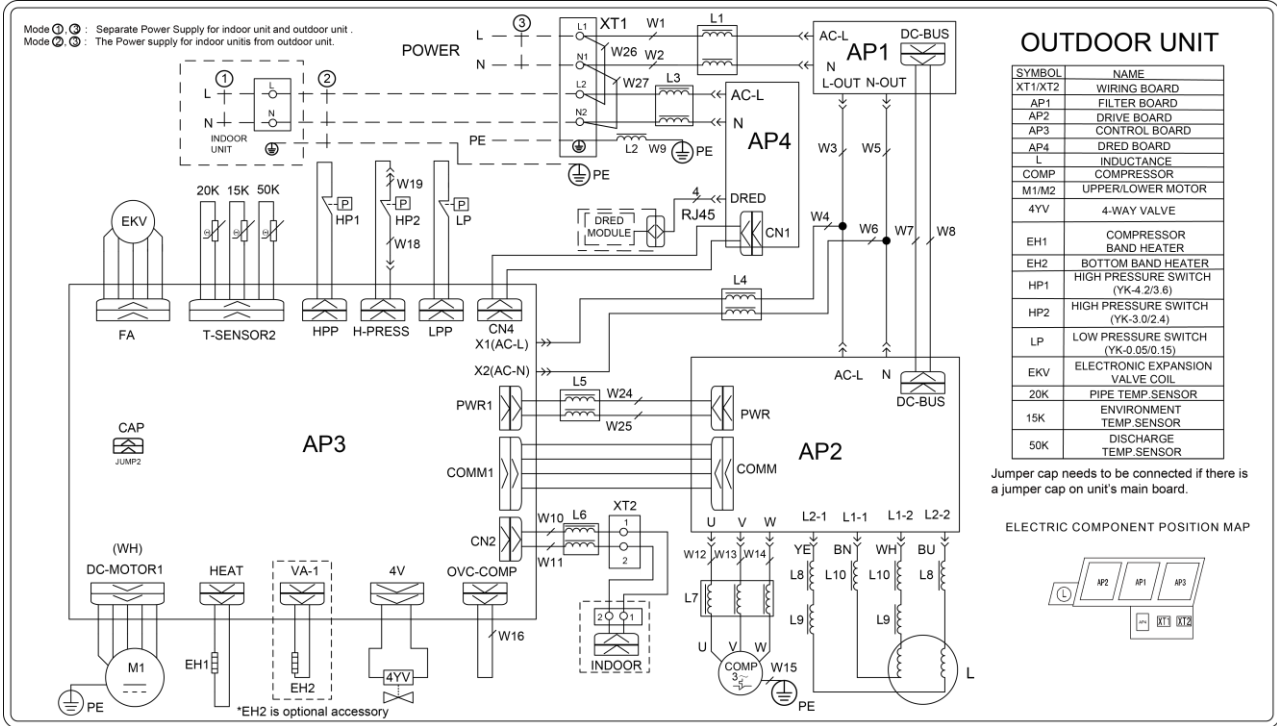 Mode ①,③ : Separate Power Supply for indoor unit and outdoor unit .
Mode ②,③ : The Power supply for indoor unitis from outdoor unit.
POWER
L
N
③
L1
XT1
N1
L2
N2
W1
W2
W26
W27
L1
L3
AC-L
N
AP1
DC-BUS
L-OUT N-OUT
①
②
L
N
L
N
INDOOR
UNIT
PE
L2
W9
PE
PE
AC-L
N
AP4
DRED
CN1
W3
W5
W4
W6
W7
W8
DRED
MODULE
4
RJ45
20K 15K 50K
EKV
P
HP1
W19
P
HP2
W18
P
LP
L4
FA
T-SENSOR2
HPP
H-PRESS
LPP
CN4
X1(AC-L)
X2(AC-N)
AC-L
N
DC-BUS
PWR1
L5
W24
W25
PWR
CAP
JUMP2
AP3
AP2
COMM1
COMM
CN2
W10
W11
L6
XT2
1
2
U V W
L2-1 L1-1 L1-2 L2-2
(WH)
DC-MOTOR1
HEAT
VA-1
4V
OVC-COMP
W12
W13
W14
YE BN WH BU
L8
L10
L10
L8
L7
L9
L9
W16
2
1
INDOOR
M1
EH1
EH2
4YV
U V W
COMP
3~
W15
L
PE
PE
*EH2 is optional accessory
OUTDOOR UNIT
SYMBOL NAME
XT1/XT2 WIRING BOARD
AP1 FILTER BOARD
AP2 DRIVE BOARD
AP3 CONTROL BOARD
AP4 DRED BOARD
L INDUCTANCE
COMP COMPRESSOR
M1/M2 UPPER/LOWER MOTOR
4YV 4-WAY VALVE
EH1 COMPRESSOR
BAND HEATER
EH2 BOTTOM BAND HEATER
HP1 HIGH PRESSURE SWITCH
(YK-4.2/3.6)
HP2 HIGH PRESSURE SWITCH
(YK-3.0/2.4)
LP LOW PRESSURE SWITCH
(YK-0.05/0.15)
EKV ELECTRONIC EXPANSION
VALVE COIL
20K PIPE TEMP.SENSOR
15K ENVIRONMENT
TEMP.SENSOR
50K DISCHARGE
TEMP.SENSOR
Jumper cap needs to be connected if there is
a jumper cap on unit's main board.
ELECTRIC COMPONENT POSITION MAP
L
AP2
AP1
AP3
XT1
XT2